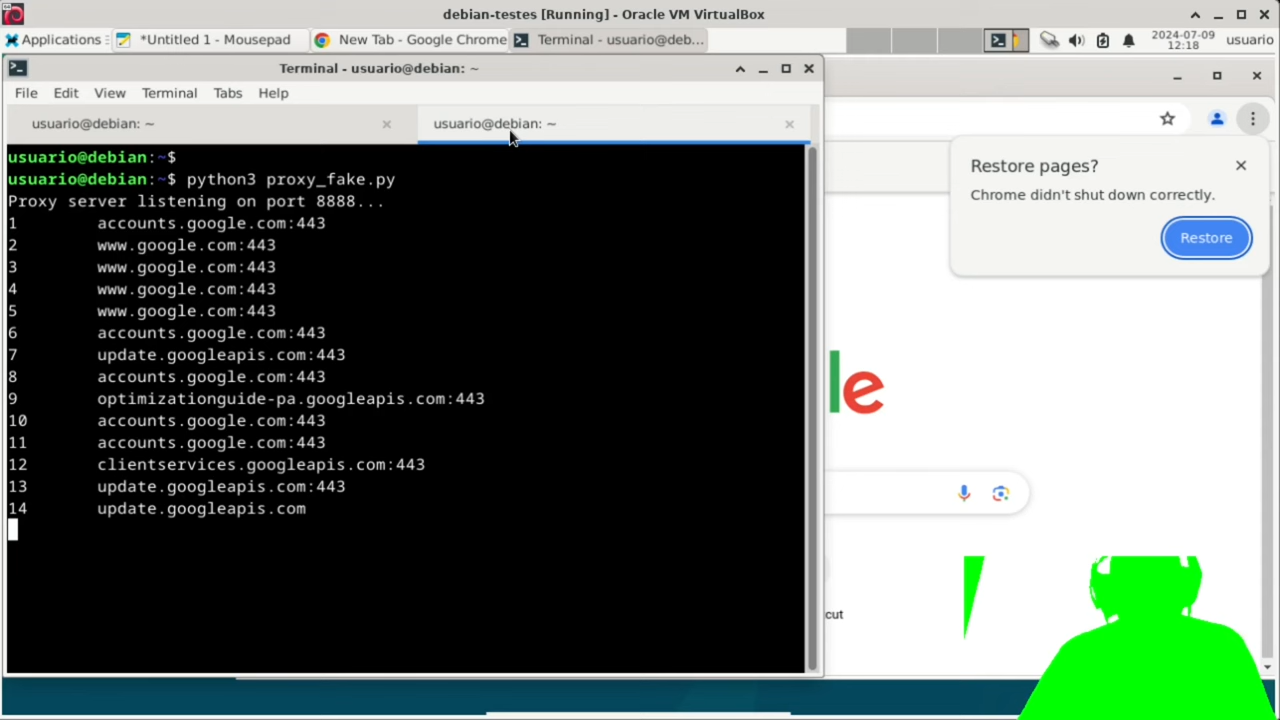 debian-testes [Running] - Oracle VM VirtualBox
Applications
*Untitled 1 - Mousepad
New Tab - Google Chrome
Terminal - usuario@deb...
2024-07-09
12:18
usuario
Terminal - usuario@debian: ~
File Edit View Terminal Tabs Help
usuario@debian: ~
usuario@debian: ~
usuario@debian:~$
usuario@debian:~$ python3 proxy_fake.py
Proxy server listening on port 8888...
1 accounts.google.com:443
2 www.google.com:443
3 www.google.com:443
4 www.google.com:443
5 www.google.com:443
6 accounts.google.com:443
7 update.googleapis.com:443
8 accounts.google.com:443
9 optimizationguide-pa.googleapis.com:443
10 accounts.google.com:443
11 accounts.google.com:443
12 clientservices.googleapis.com:443
13 update.googleapis.com:443
14 update.googleapis.com
Restore pages?
Chrome didn't shut down correctly.
Restore
le
cut